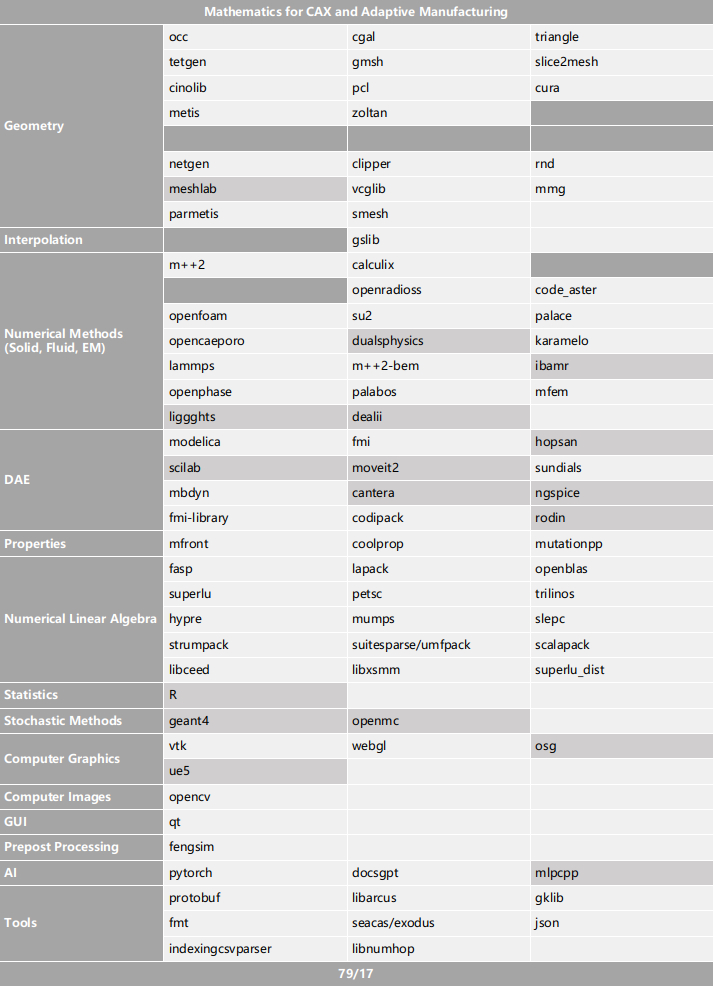 Mathematics for CAX and Adaptive Manufacturing
Geometry
occ cgal triangle
tetgen gmsh slice2mesh
cinolib pcl cura
metis zoltan
netgen clipper rnd
meshlab vcglib mmg
parmetis smesh
Interpolation gslib
Numerical Methods
(Solid, Fluid, EM)
m++2 calculix
openradioss code_aster
openfoam su2 palace
opencaeporo dualsphysics karamelo
lammps m++2-bem ibamr
openphase palabos mfem
liggghts dealii
DAE
modelica fmi hopsan
scilab moveit2 sundials
mbdyn cantera ngspice
fmi-library codipack rodin
Properties mfront coolprop mutationpp
Numerical Linear Algebra
fasp lapack openblas
superlu petsc trilinos
hypre mumps slepc
strumpack suitesparse/umfpack scalapack
libceed libxsmm superlu_dist
Statistics R
Stochastic Methods geant4 openmc
Computer Graphics
vtk webgl osg
ue5
Computer Images opencv
GUI qt
Prepost Processing fengsim
AI pytorch docsgpt mlpcpp
Tools
protobuf libarcus gklib
fmt seacas/exodus json
indexingcsvparser libnumhop
79/17